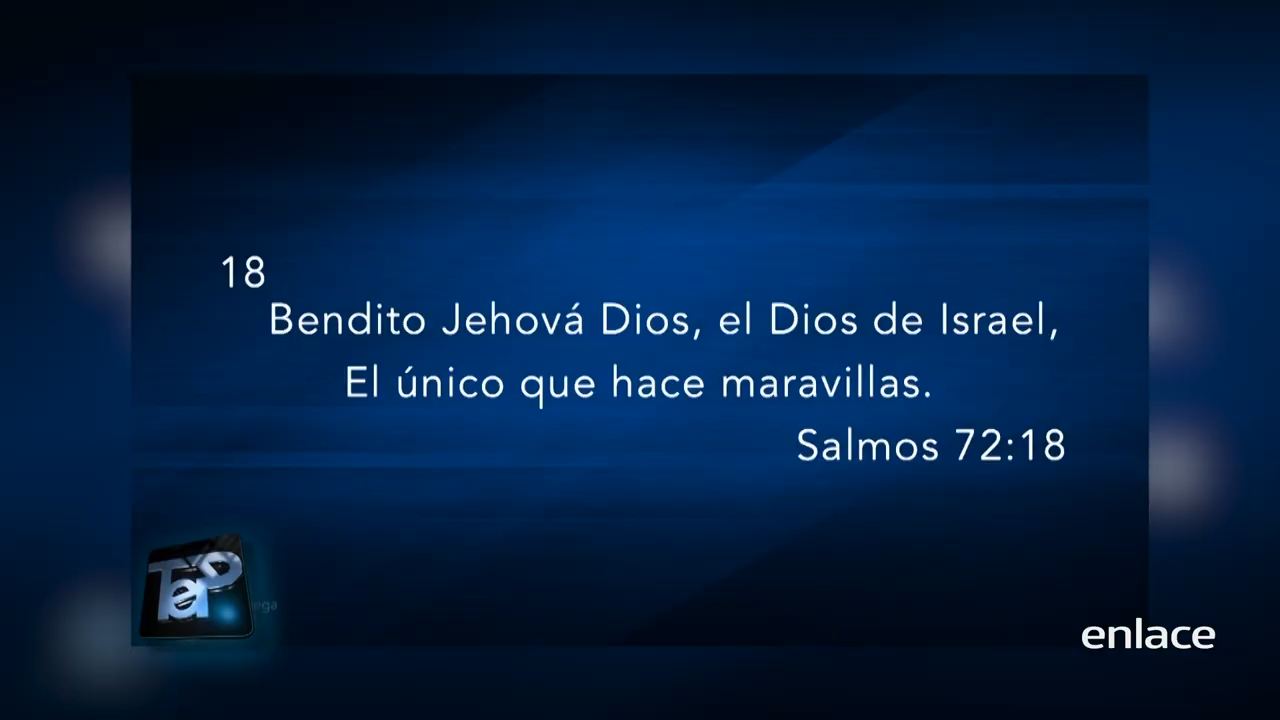 18
Bendito Jehová Dios, el Dios de Israel,
El único que hace maravillas.
Salmos 72:18
enlace